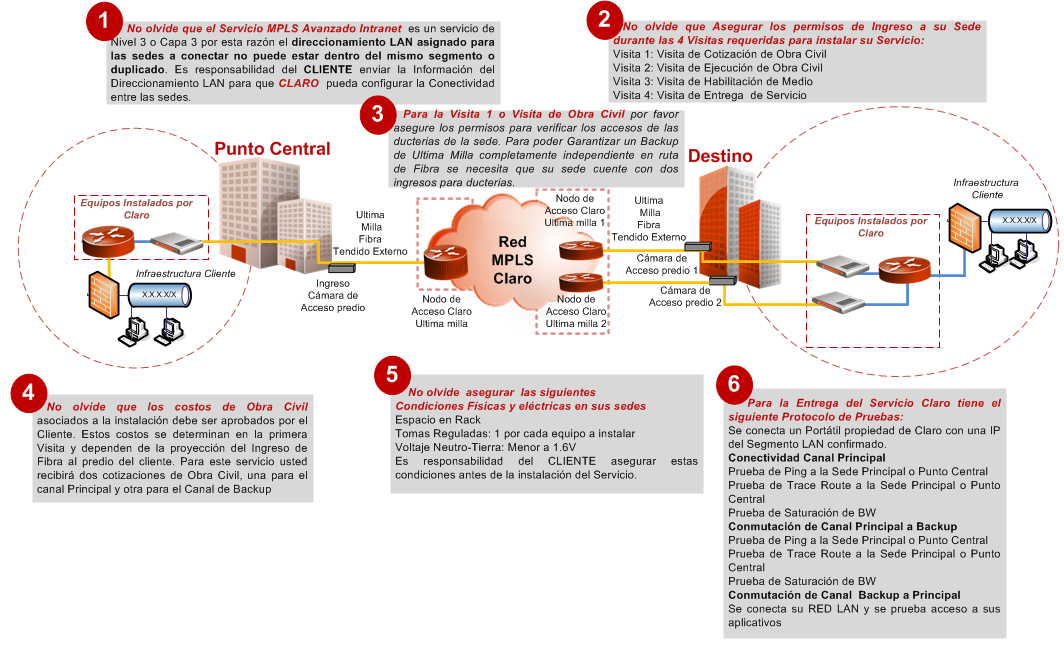 1
No olvide que el Servicio MPLS Avanzado Intranet es un servicio de
Nivel 3 o Capa 3 por esta razón el direccionamiento LAN asignado para
las sedes a conectar no puede estar dentro del mismo segmento o
duplicado. Es responsabilidad del CLIENTE enviar la Información del
Direccionamiento LAN para que CLARO pueda configurar la Conectividad
entre las sedes.
2
No olvide que Asegurar los permisos de Ingreso a su Sede
durante las 4 Visitas requeridas para instalar su Servicio:
Visita 1: Visita de Cotización de Obra Civil
Visita 2: Visita de Ejecución de Obra Civil
Visita 3: Visita de Habilitación de Medio
Visita 4: Visita de Entrega de Servicio
3
Para la Visita 1 o Visita de Obra Civil por favor
asegure los permisos para verificar los accesos de las
ducterias de la sede. Para poder Garantizar un Backup
de Ultima Milla completamente independiente en ruta
de Fibra se necesita que su sede cuente con dos
ingresos para ducterias.
Punto Central
Equipos Instalados por
Claro
Infraestructura Cliente
X.X.X.X/X
Ultima
Milla
Fibra
Tendido Externo
Ingreso
Cámara de
Acceso predio
Nodo de
Acceso Claro
Ultima milla
Red
MPLS
Claro
Nodo de
Acceso Claro
Ultima milla 1
Nodo de
Acceso Claro
Ultima milla 2
Ultima
Milla
Fibra
Tendido Externo
Cámara de
Acceso predio 1
Cámara de
Acceso predio 2
Destino
Equipos Instalados por
Claro
Infraestructura
Cliente
X.X.X.X/X
4
No olvide que los costos de Obra Civil
asociados a la instalación debe ser aprobados por el
Cliente. Estos costos se determinan en la primera
Visita y dependen de la proyección del Ingreso de
Fibra al predio del cliente. Para este servicio usted
recibirá dos cotizaciones de Obra Civil, una para el
canal Principal y otra para el Canal de Backup
5
No olvide asegurar las siguientes
Condiciones Fisicas y eléctricas en sus sedes
Espacio en Rack
Tomas Reguladas: 1 por cada equipo a instalar
Voltaje Neutro-Tierra: Menor a 1.6V
Es responsabilidad del CLIENTE asegurar estas
condiciones antes de la instalación del Servicio.
6
Para la Entrega del Servicio Claro tiene el
siguiente Protocolo de Pruebas:
Se conecta un Portátil propiedad de Claro con una IP
del Segmento LAN confirmado.
Conectividad Canal Principal
Prueba de Ping a la Sede Principal o Punto Central
Prueba de Trace Route a la Sede Principal o Punto
Central
Prueba de Saturación de BW
Conmutación de Canal Principal a Backup
Prueba de Ping a la Sede Principal o Punto Central
Prueba de Trace Route a la Sede Principal o Punto
Central
Prueba de Saturación de BW
Conmutación de Canal Backup a Principal
Se conecta su RED LAN y se prueba acceso a sus
aplicativos